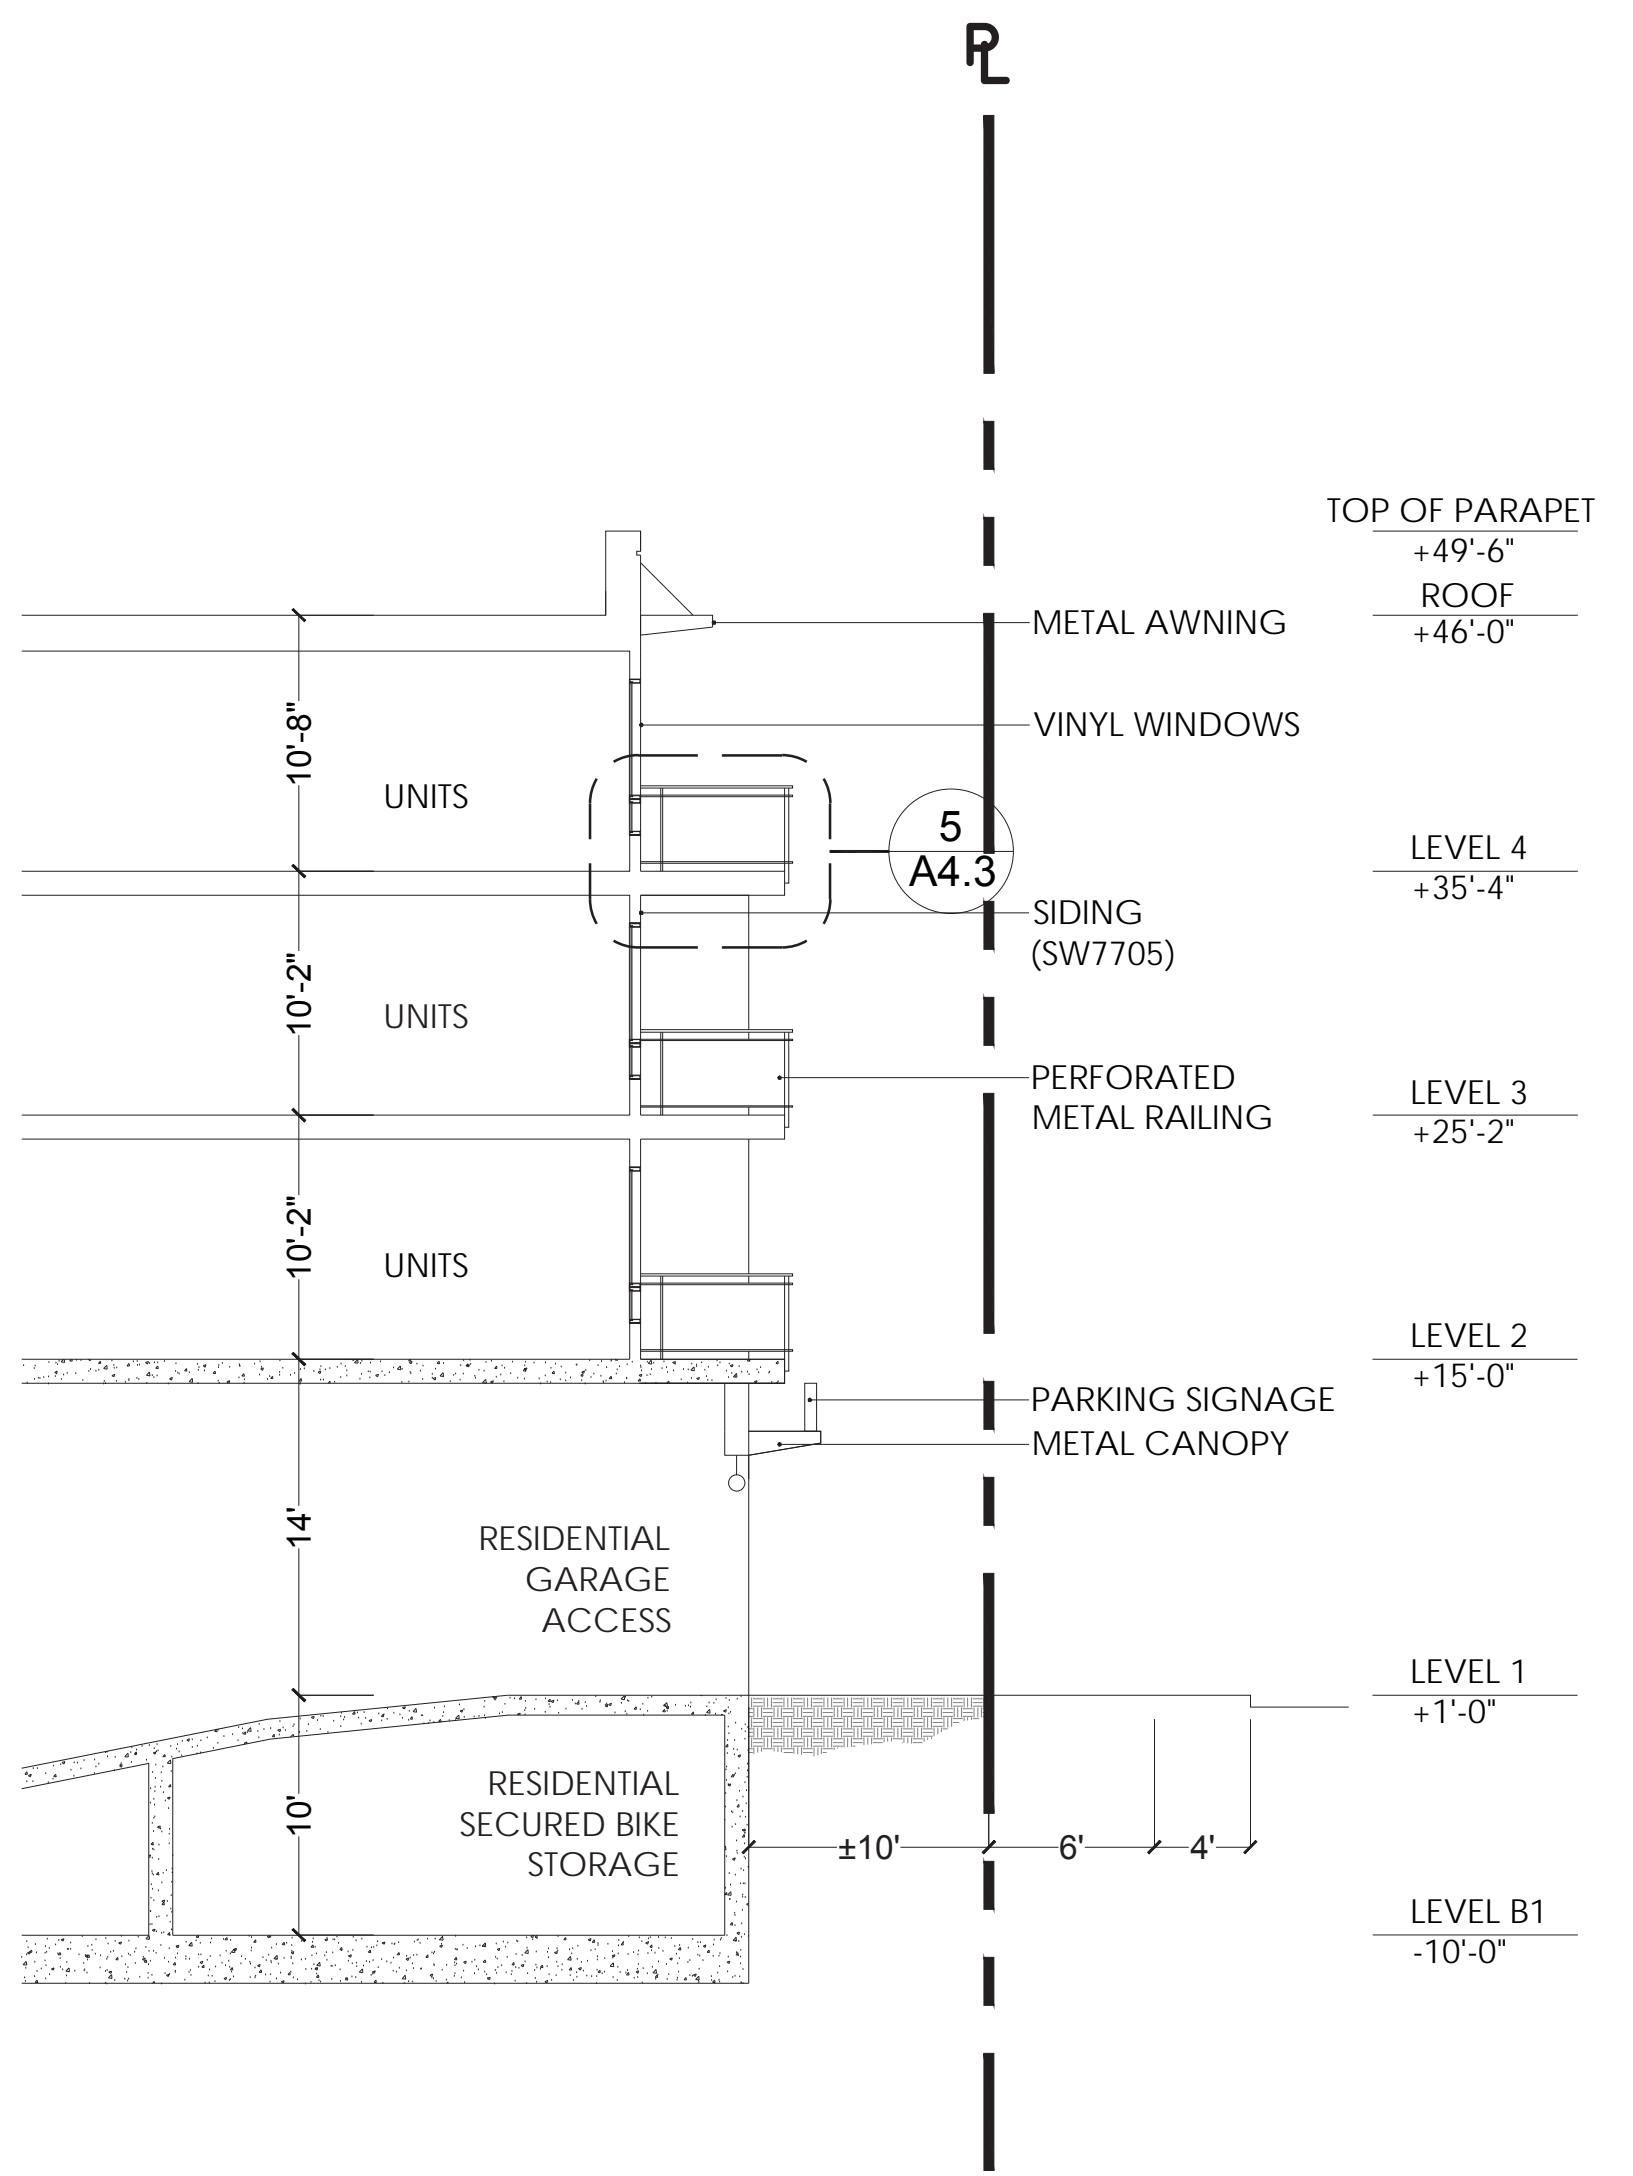 PL
TOP OF PARAPET
+49'-6"
ROOF
+46'-0"
METAL AWNING
10'-8"
VINYL WINDOWS
UNITS
5
A4.3
LEVEL 4
+35'-4"
SIDING
(SW7705)
10'-2"
UNITS
PERFORATED
METAL RAILING
LEVEL 3
+25'-2"
10'-2"
UNITS
LEVEL 2
+15'-0"
PARKING SIGNAGE
METAL CANOPY
14'
RESIDENTIAL
GARAGE
ACCESS
LEVEL 1
+1'-0"
10'
RESIDENTIAL
SECURED BIKE
STORAGE
±10'
6'
4'
LEVEL B1
-10'-0"